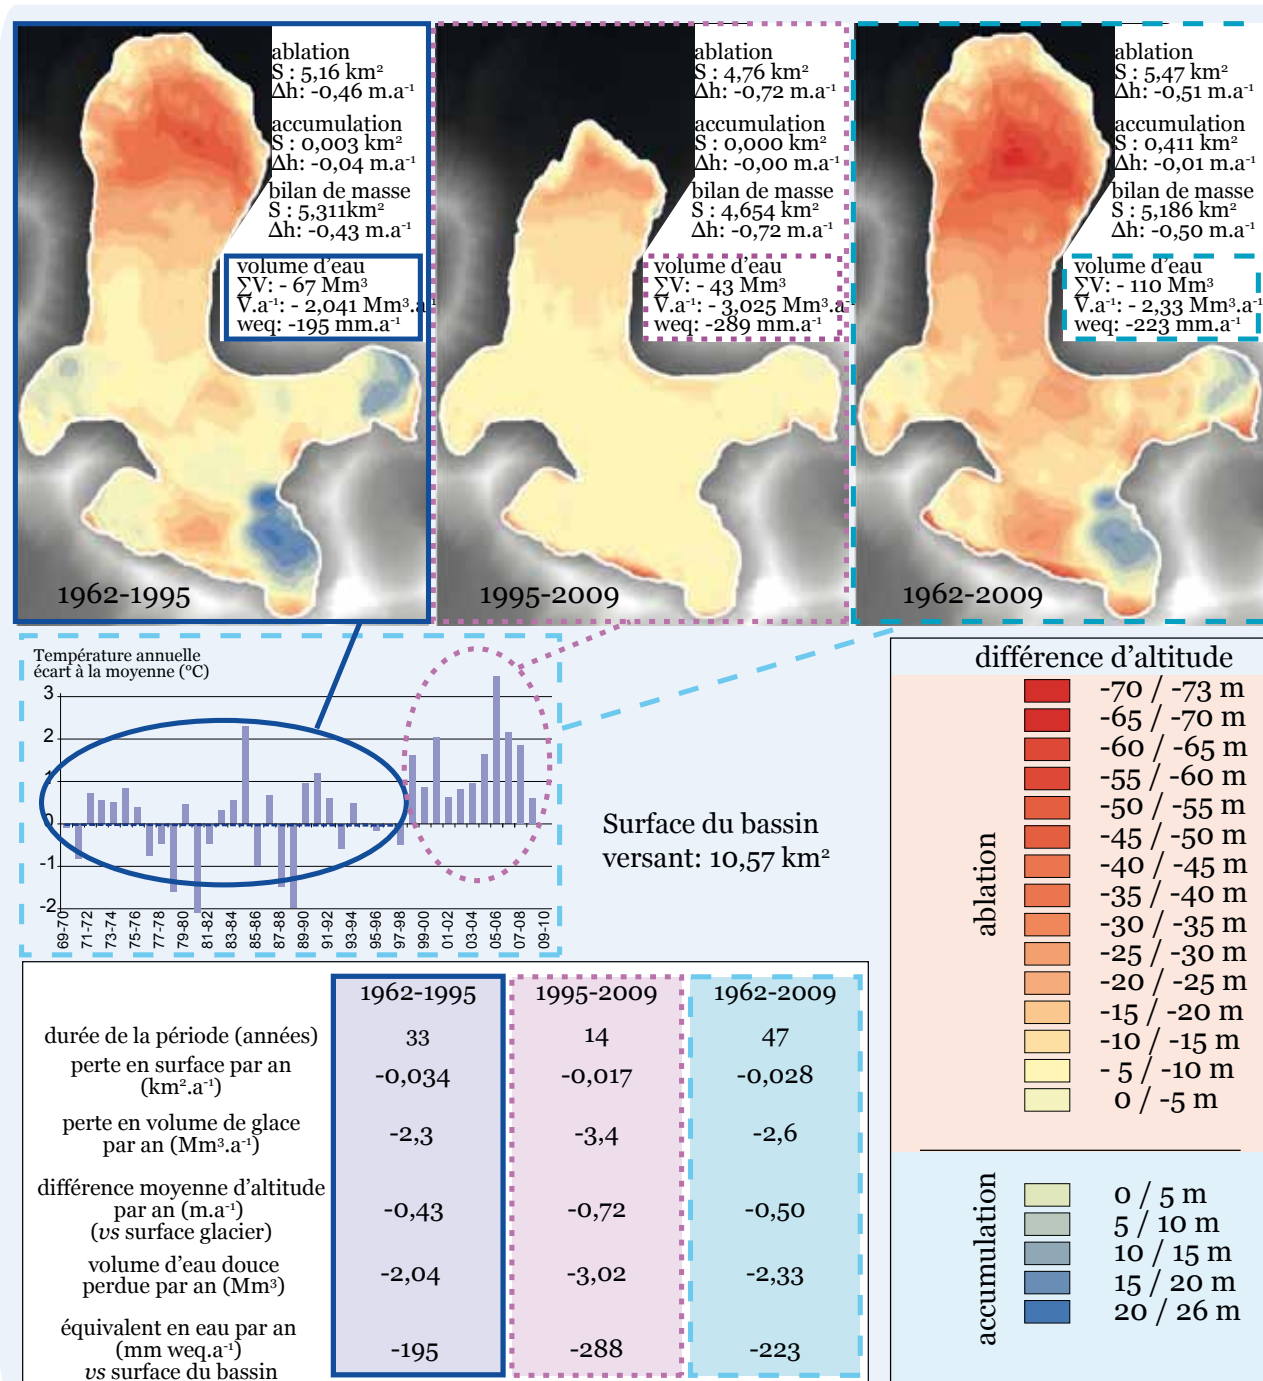 ablation
S : 5,16 km²
Δh: -0,46 m.a⁻¹
accumulation
S : 0,003 km²
Δh: -0,04 m.a⁻¹
bilan de masse
S : 5,311km²
Δh: -0,43 m.a⁻¹
volume d'eau
∑V: - 67 Mm³
V.a⁻¹: - 2,041 Mm³.a⁻¹
weq: -195 mm.a⁻¹
1962-1995
ablation
S : 4,76 km²
Δh: -0,72 m.a⁻¹
accumulation
S : 0,000 km²
Δh: -0,00 m.a⁻¹
bilan de masse
S : 4,654 km²
Δh: -0,72 m.a⁻¹
volume d'eau
∑V: - 43 Mm³
V.a⁻¹: - 3,025 Mm³.a⁻¹
weq: -289 mm.a⁻¹
1995-2009
ablation
S : 5,47 km²
Δh: -0,51 m.a⁻¹
accumulation
S : 0,411 km²
Δh: -0,01 m.a⁻¹
bilan de masse
S : 5,186 km²
Δh: -0,50 m.a⁻¹
volume d'eau
∑V: - 110 Mm³
V.a⁻¹: - 2,33 Mm³.a⁻¹
weq: -223 mm.a⁻¹
1962-2009
Température annuelle
écart à la moyenne (°C)
3
2
1
0
-1
-2
69-70
71-72
73-74
75-76
77-78
79-80
81-82
83-84
85-86
87-88
89-90
91-92
93-94
95-96
97-98
99-00
01-02
03-04
05-06
07-08
09-10
Surface du bassin
versant: 10,57 km²
différence d'altitude
ablation
-70 / -73 m
-65 / -70 m
-60 / -65 m
-55 / -60 m
-50 / -55 m
-45 / -50 m
-40 / -45 m
-35 / -40 m
-30 / -35 m
-25 / -30 m
-20 / -25 m
-15 / -20 m
-10 / -15 m
- 5 / -10 m
0 / -5 m
accumulation
0 / 5 m
5 / 10 m
10 / 15 m
15 / 20 m
20 / 26 m
1962-1995 1995-2009 1962-2009
durée de la période (années) 33 14 47
perte en surface par an
(km².a⁻¹) -0,034 -0,017 -0,028
perte en volume de glace
par an (Mm³.a⁻¹) -2,3 -3,4 -2,6
différence moyenne d'altitude
par an (m.a⁻¹) -0,43 -0,72 -0,50
(vs surface glacier)
volume d'eau douce
perdue par an (Mm³) -2,04 -3,02 -2,33
équivalent en eau par an
(mm weq.a⁻¹) -195 -288 -223
vs surface du bassin